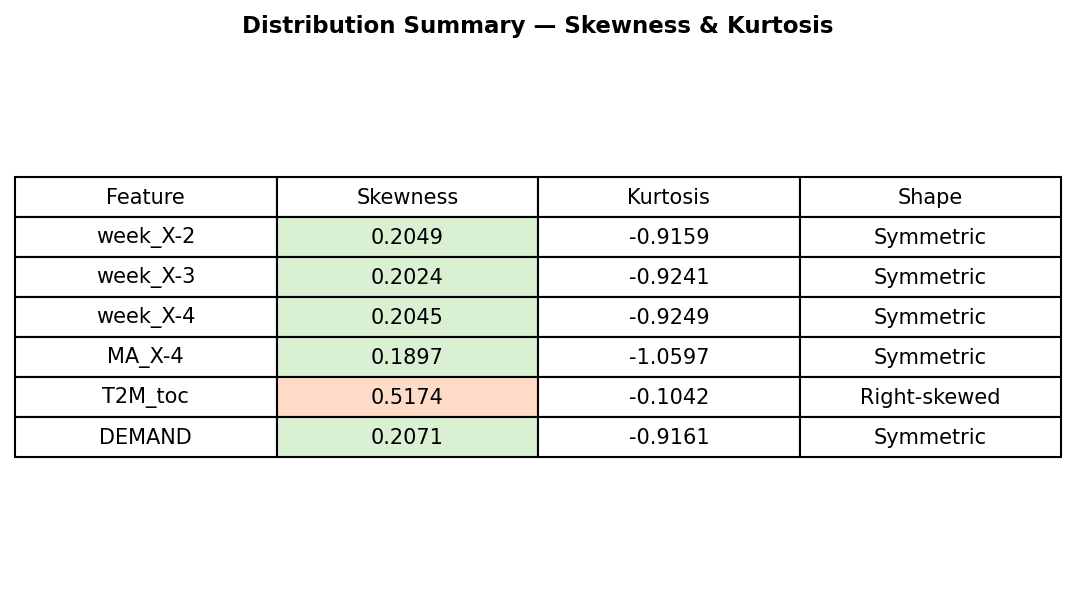 Distribution Summary — Skewness & Kurtosis
Feature Skewness Kurtosis Shape
week_X-2 0.2049 -0.9159 Symmetric
week_X-3 0.2024 -0.9241 Symmetric
week_X-4 0.2045 -0.9249 Symmetric
MA_X-4 0.1897 -1.0597 Symmetric
T2M_toc 0.5174 -0.1042 Right-skewed
DEMAND 0.2071 -0.9161 Symmetric